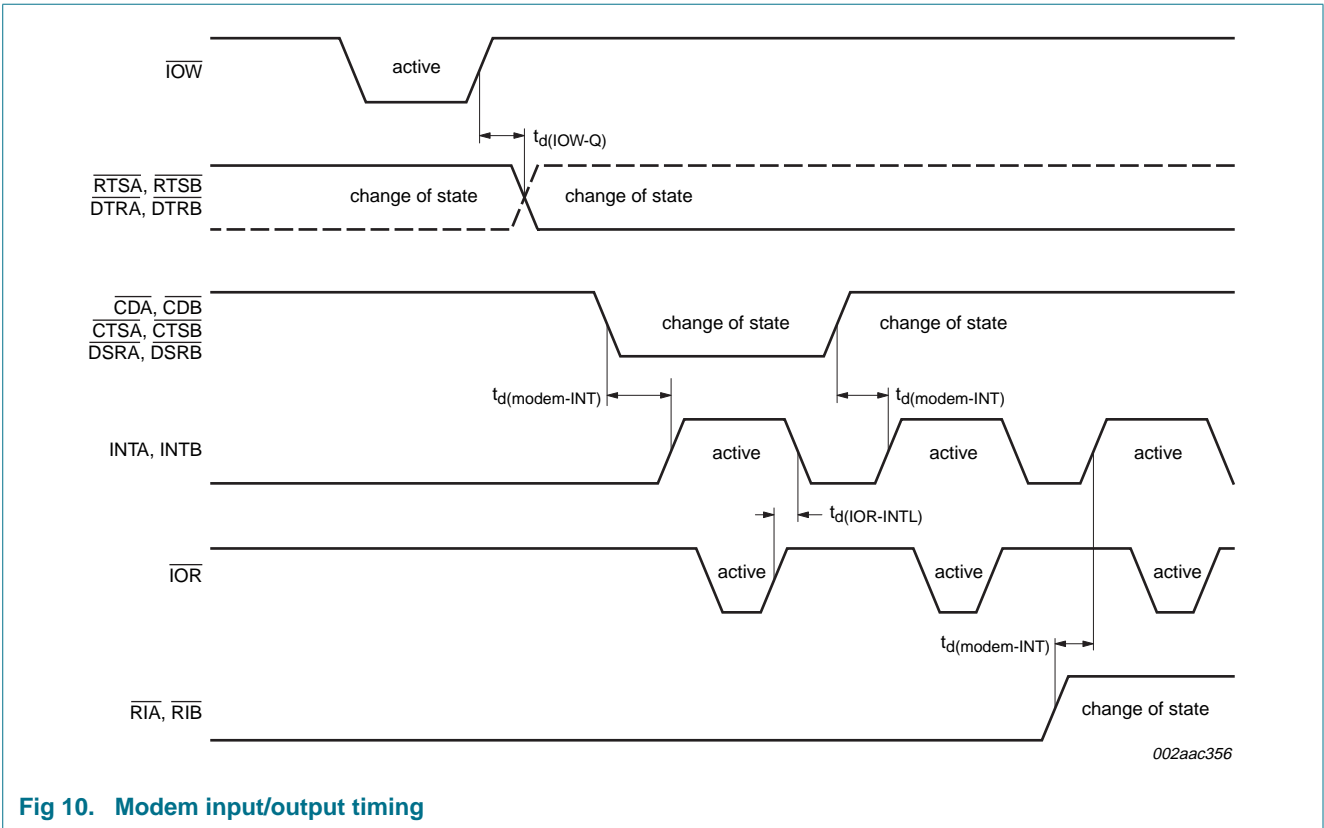 IOW
active
td(IOW-Q)
RTSA, RTSB
DTRA, DTRB
change of state
change of state
CDA, CDB
CTSA, CTSB
DSRA, DSRB
change of state
change of state
td(modem-INT)
td(modem-INT)
INTA, INTB
active
active
active
td(IOR-INTL)
IOR
active
active
active
td(modem-INT)
RIA, RIB
change of state
002aac356
Fig 10. Modem input/output timing